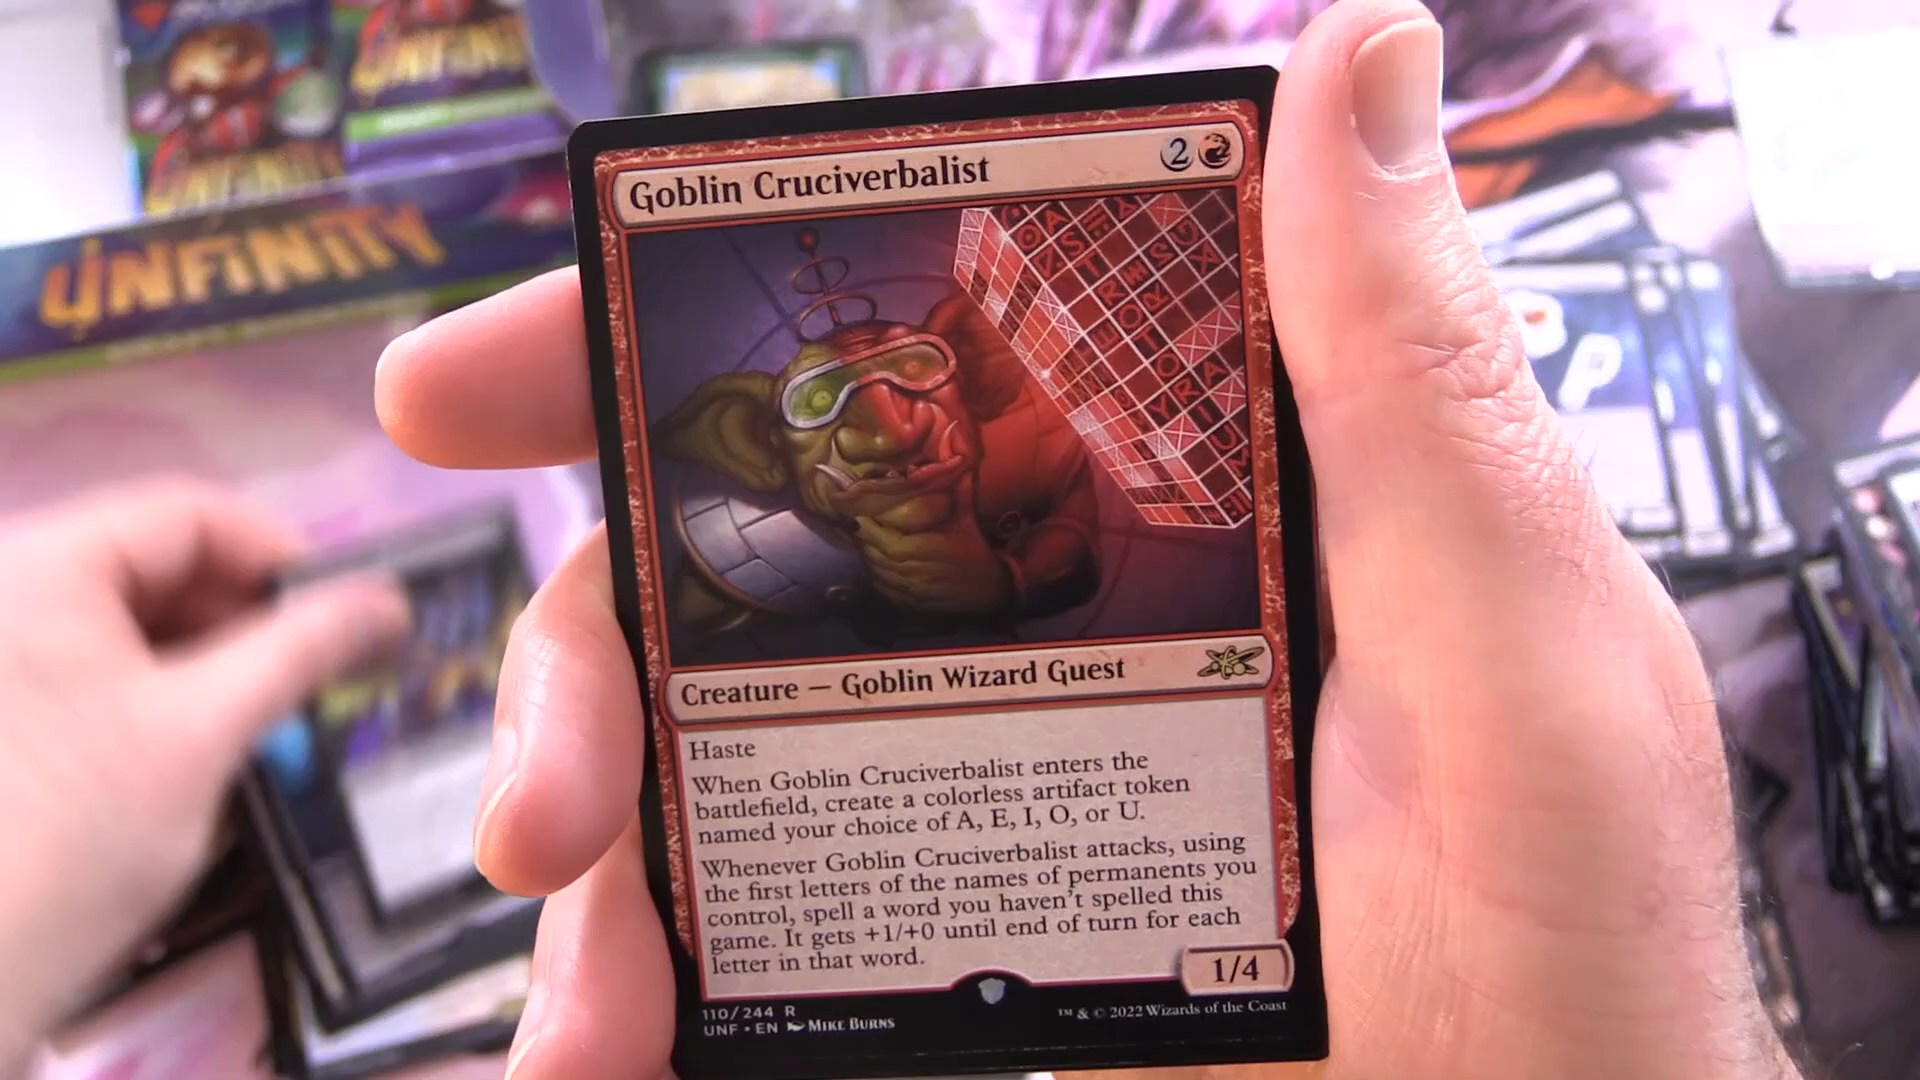 UNFINITY
UNFINITY
Goblin Cruciverbalist
2
Creature — Goblin Wizard Guest
Haste
When Goblin Cruciverbalist enters the
battlefield, create a colorless artifact token
named your choice of A, E, I, O, or U.
Whenever Goblin Cruciverbalist attacks, using
the first letters of the names of permanents you
control, spell a word you haven't spelled this
game. It gets +1/+0 until end of turn for each
letter in that word.
1/4
110/244 R
UNF • EN MIKE BURNS
™ & © 2022 Wizards of the Coast